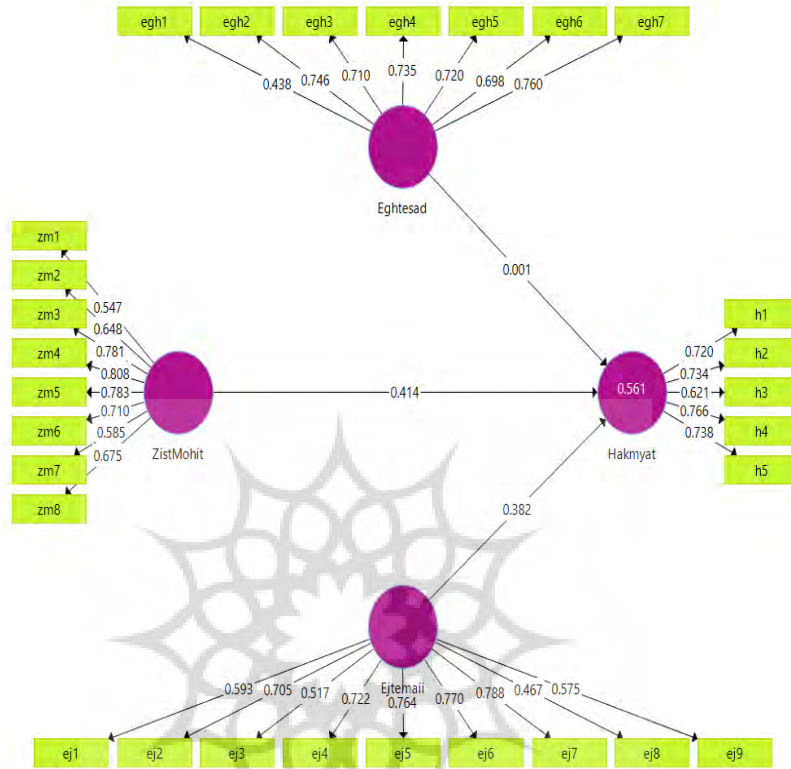 egh1 egh2 egh3 egh4 egh5 egh6 egh7
0.438 0.746 0.710 0.735 0.720 0.698 0.760
Eghtesad
0.001
zm1
zm2
zm3
zm4
zm5
zm6
zm7
zm8
0.547
0.648
0.781
0.808
0.783
0.710
0.585
0.675
ZistMohit
0.414
0.561
Hakmyat
0.720
0.734
0.621
0.766
0.738
h1
h2
h3
h4
h5
0.382
Ejtemaii
0.593 0.705 0.517 0.722 0.764 0.770 0.788 0.467 0.575
ej1 ej2 ej3 ej4 ej5 ej6 ej7 ej8 ej9